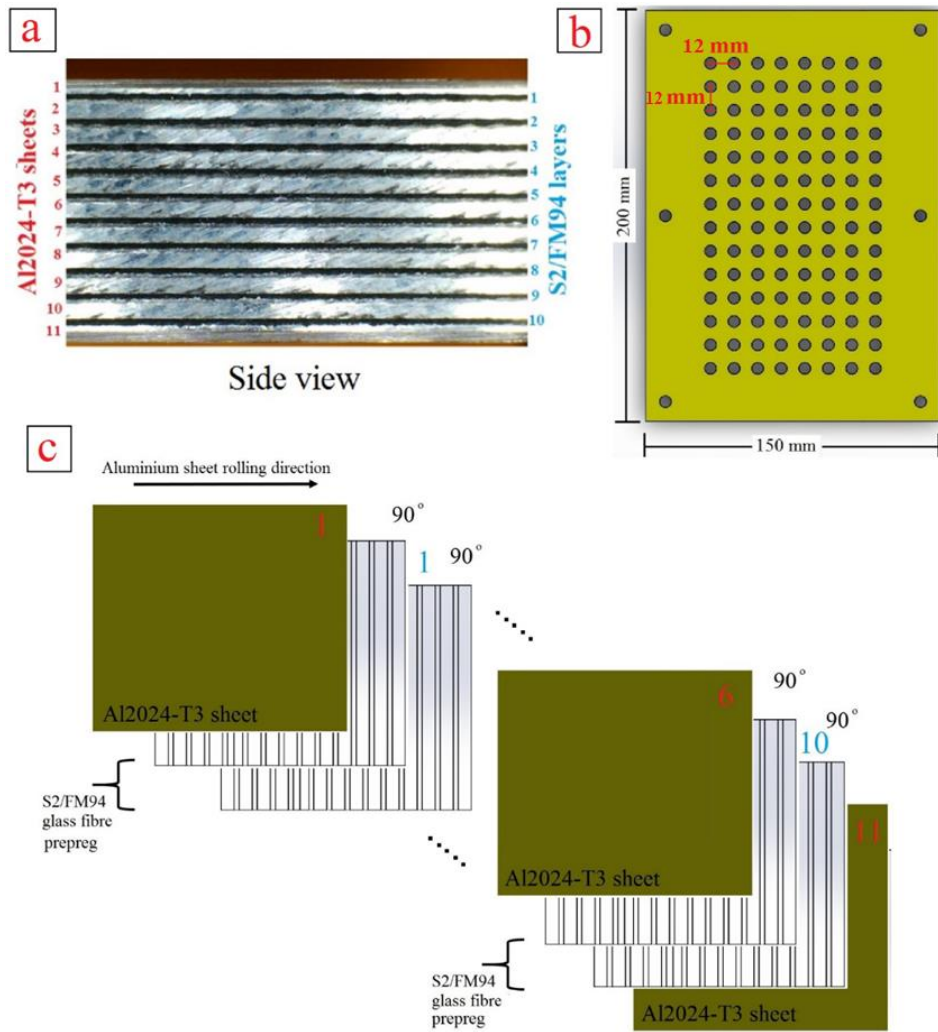 a
Al2024-T3 sheets
1
2
3
4
5
6
7
8
9
10
11
1
2
3
4
5
6
7
8
9
10
S2/FM94 layers
Side view
b
12 mm
12 mm
200 mm
150 mm
c
Aluminium sheet rolling direction
1
90°
1
90°
Al2024-T3 sheet
S2/FM94
glass fibre
prepreg
6
90°
90°
10
11
Al2024-T3 sheet
S2/FM94
glass fibre
prepreg
Al2024-T3 sheet